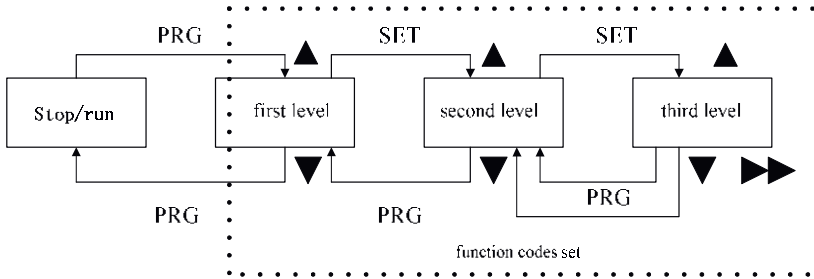 PRG
SET
SET
Stop/run
first level
second level
third level
PRG
PRG
PRG
function codes set